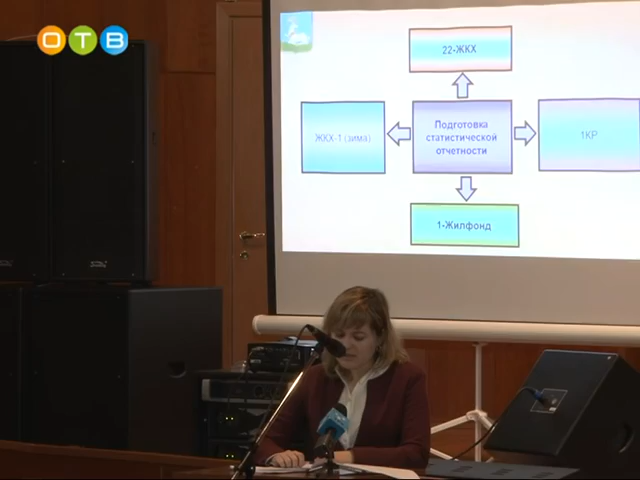 ОТВ
22-ЖКХ
ЖКХ-1 (зима)
Подготовка
статистической
отчетности
1КР
1-Жилфонд